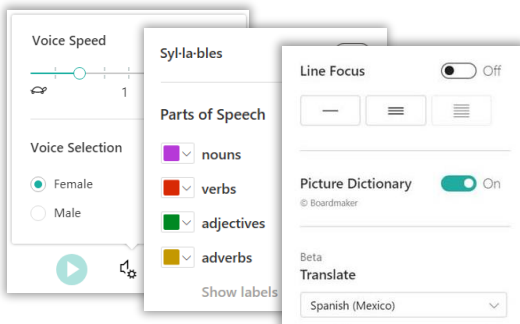 Voice Speed
1
Voice Selection
Female
Male
Syl·la·bles
Parts of Speech
nouns
verbs
adjectives
adverbs
Show labels
Line Focus
Off
Picture Dictionary
On
© Boardmaker
Beta
Translate
Spanish (Mexico)